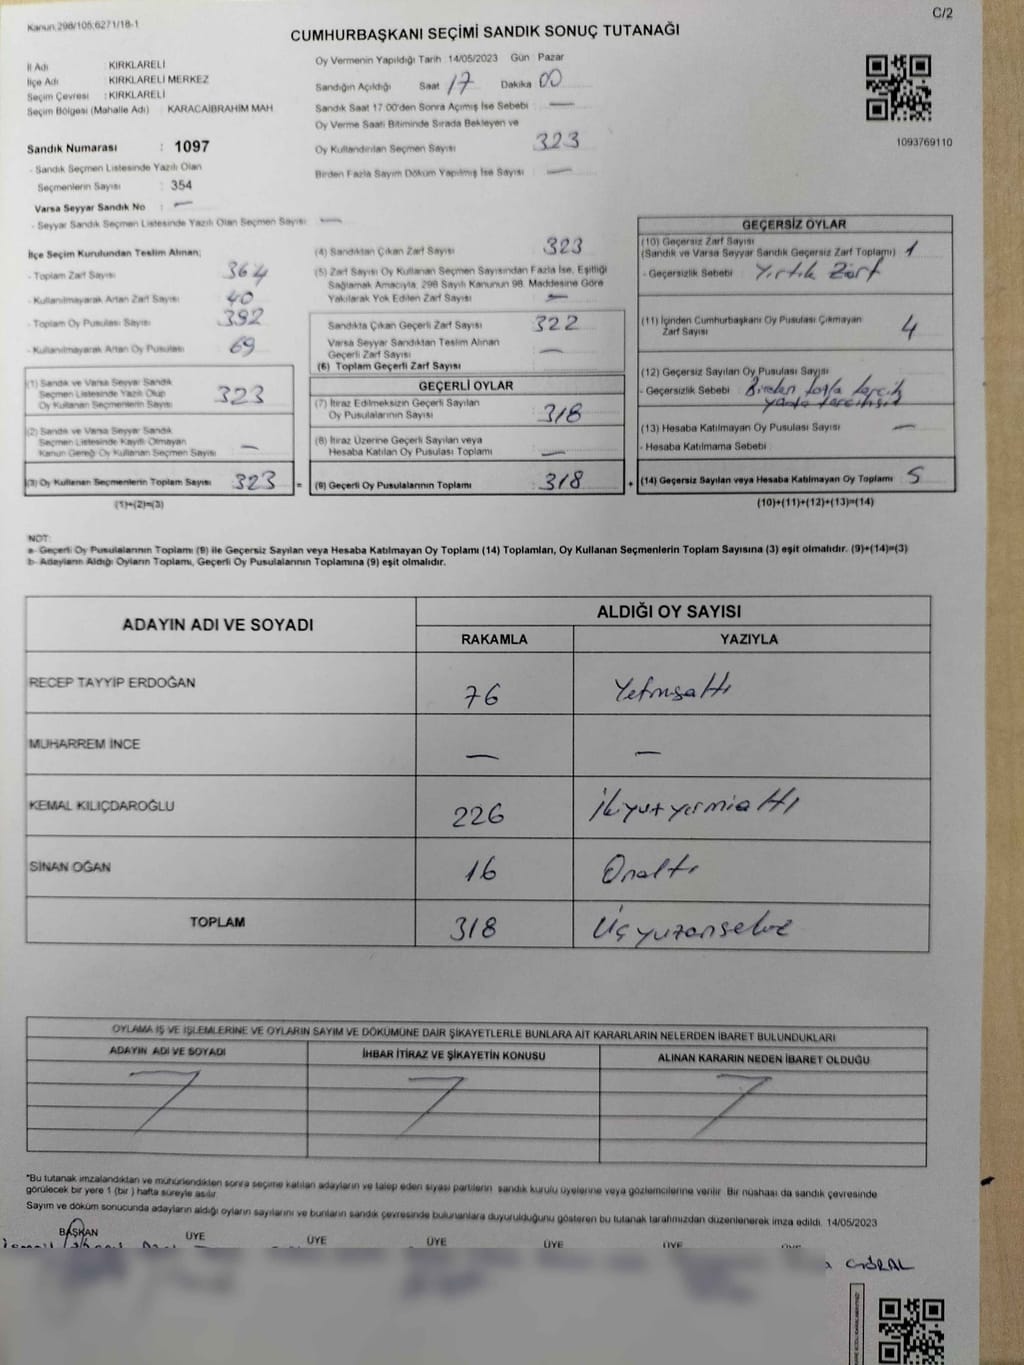 Kanun.298/105,6271/18-1
C/2
CUMHURBAŞKANI SEÇİMİ SANDIK SONUÇ TUTANAĞI
İl Adı : KIRKLARELİ
İlçe Adı : KIRKLARELİ MERKEZ
Seçim Çevresi : KIRKLARELİ
Seçim Bölgesi (Mahalle Adı) : KARACAİBRAHİM MAH
Sandık Numarası : 1097
- Sandık Seçmen Listesinde Yazılı Olan
Seçmenlerin Sayısı : 354
Varsa Seyyar Sandık No : —
- Seyyar Sandık Seçmen Listesinde Yazılı Olan Seçmen Sayısı : —
Oy Vermenin Yapıldığı Tarih :14/05/2023 Gün : Pazar
Sandığın Açıldığı Saat : 17 Dakika : 00
Sandık Saat 17.00'den Sonra Açılmış İse Sebebi : —
Oy Verme Saati Bitiminde Sırada Bekleyen ve
Oy Kullandırılan Seçmen Sayısı : 323
Birden Fazla Sayım Döküm Yapılmış İse Sayısı : —
1093769110
İlçe Seçim Kurulundan Teslim Alınan;
- Toplam Zarf Sayısı : 364
- Kullanılmayarak Artan Zarf Sayısı : 40
- Toplam Oy Pusulası Sayısı : 392
- Kullanılmayarak Artan Oy Pusulası : 69
(1) Sandık ve Varsa Seyyar Sandık
Seçmen Listesinde Yazılı Olup
Oy Kullanan Seçmenlerin Sayısı : 323
(2) Sandık ve Varsa Seyyar Sandık
Seçmen Listesinde Kayıtlı Olmayan
Kanun Gereği Oy Kullanan Seçmen Sayısı : —
(3) Oy Kullanan Seçmenlerin Toplam Sayısı : 323 =
(1)+(2)=(3)
(4) Sandıktan Çıkan Zarf Sayısı : 323
(5) Zarf Sayısı Oy Kullanan Seçmen Sayısından Fazla İse, Eşitliği
Sağlamak Amacıyla, 298 Sayılı Kanunun 98. Maddesine Göre
Yakılarak Yok Edilen Zarf Sayısı : —
Sandıkta Çıkan Geçerli Zarf Sayısı : 322
Varsa Seyyar Sandıktan Teslim Alınan
Geçerli Zarf Sayısı : —
(6) Toplam Geçerli Zarf Sayısı :
GEÇERLİ OYLAR
(7) İtiraz Edilmeksizin Geçerli Sayılan
Oy Pusulalarının Sayısı : 318
(8) İtiraz Üzerine Geçerli Sayılan veya
Hesaba Katılan Oy Pusulası Toplamı : —
(9) Geçerli Oy Pusulalarının Toplamı : 318 +
GEÇERSİZ OYLAR
(10) Geçersiz Zarf Sayısı
(Sandık ve Varsa Seyyar Sandık Geçersiz Zarf Toplamı) : 1
- Geçersizlik Sebebi : Yırtık Zarf
(11) İçinden Cumhurbaşkanı Oy Pusulası Çıkmayan
Zarf Sayısı : 4
(12) Geçersiz Sayılan Oy Pusulası Sayısı
- Geçersizlik Sebebi : Birden fazla tercih
(13) Hesaba Katılmayan Oy Pusulası Sayısı : —
- Hesaba Katılmama Sebebi :
(14) Geçersiz Sayılan veya Hesaba Katılmayan Oy Toplamı : 5
(10)+(11)+(12)+(13)=(14)
NOT:
a- Geçerli Oy Pusulalarının Toplamı (9) ile Geçersiz Sayılan veya Hesaba Katılmayan Oy Toplamı (14) Toplamları, Oy Kullanan Seçmenlerin Toplam Sayısına (3) eşit olmalıdır. (9)+(14)=(3)
b- Adayların Aldığı Oyların Toplamı, Geçerli Oy Pusulalarının Toplamına (9) eşit olmalıdır.
ADAYIN ADI VE SOYADI
ALDIĞI OY SAYISI
RAKAMLA YAZIYLA
RECEP TAYYİP ERDOĞAN 76 Yetmişaltı
MUHARREM İNCE — —
KEMAL KILIÇDAROĞLU 226 İkiyüzyirmialtı
SİNAN OĞAN 16 Onaltı
TOPLAM 318 Üçyüzonsekiz
OYLAMA İŞ VE İŞLEMLERİNE VE OYLARIN SAYIM VE DÖKÜMÜNE DAİR ŞİKAYETLERLE BUNLARA AİT KARARLARIN NELERDEN İBARET BULUNDUKLARI
ADAYIN ADI VE SOYADI
İHBAR İTİRAZ VE ŞİKAYETİN KONUSU
ALINAN KARARIN NEDEN İBARET OLDUĞU
*Bu tutanak imzalandıktan ve mühürlendikten sonra seçime katılan adayların ve talep eden siyasi partilerin sandık kurulu üyelerine veya gözlemcilerine verilir. Bir nüshası da sandık çevresinde
görülecek bir yere 1 (bir ) hafta süreyle asılır.
Sayım ve döküm sonucunda adayların aldığı oyların sayılarını ve bunların sandık çevresinde bulunanlara duyurulduğunu gösteren bu tutanak tarafımızdan düzenlenerek imza edildi. 14/05/2023
BAŞKAN ÜYE ÜYE ÜYE ÜYE ÜYE ÜYE